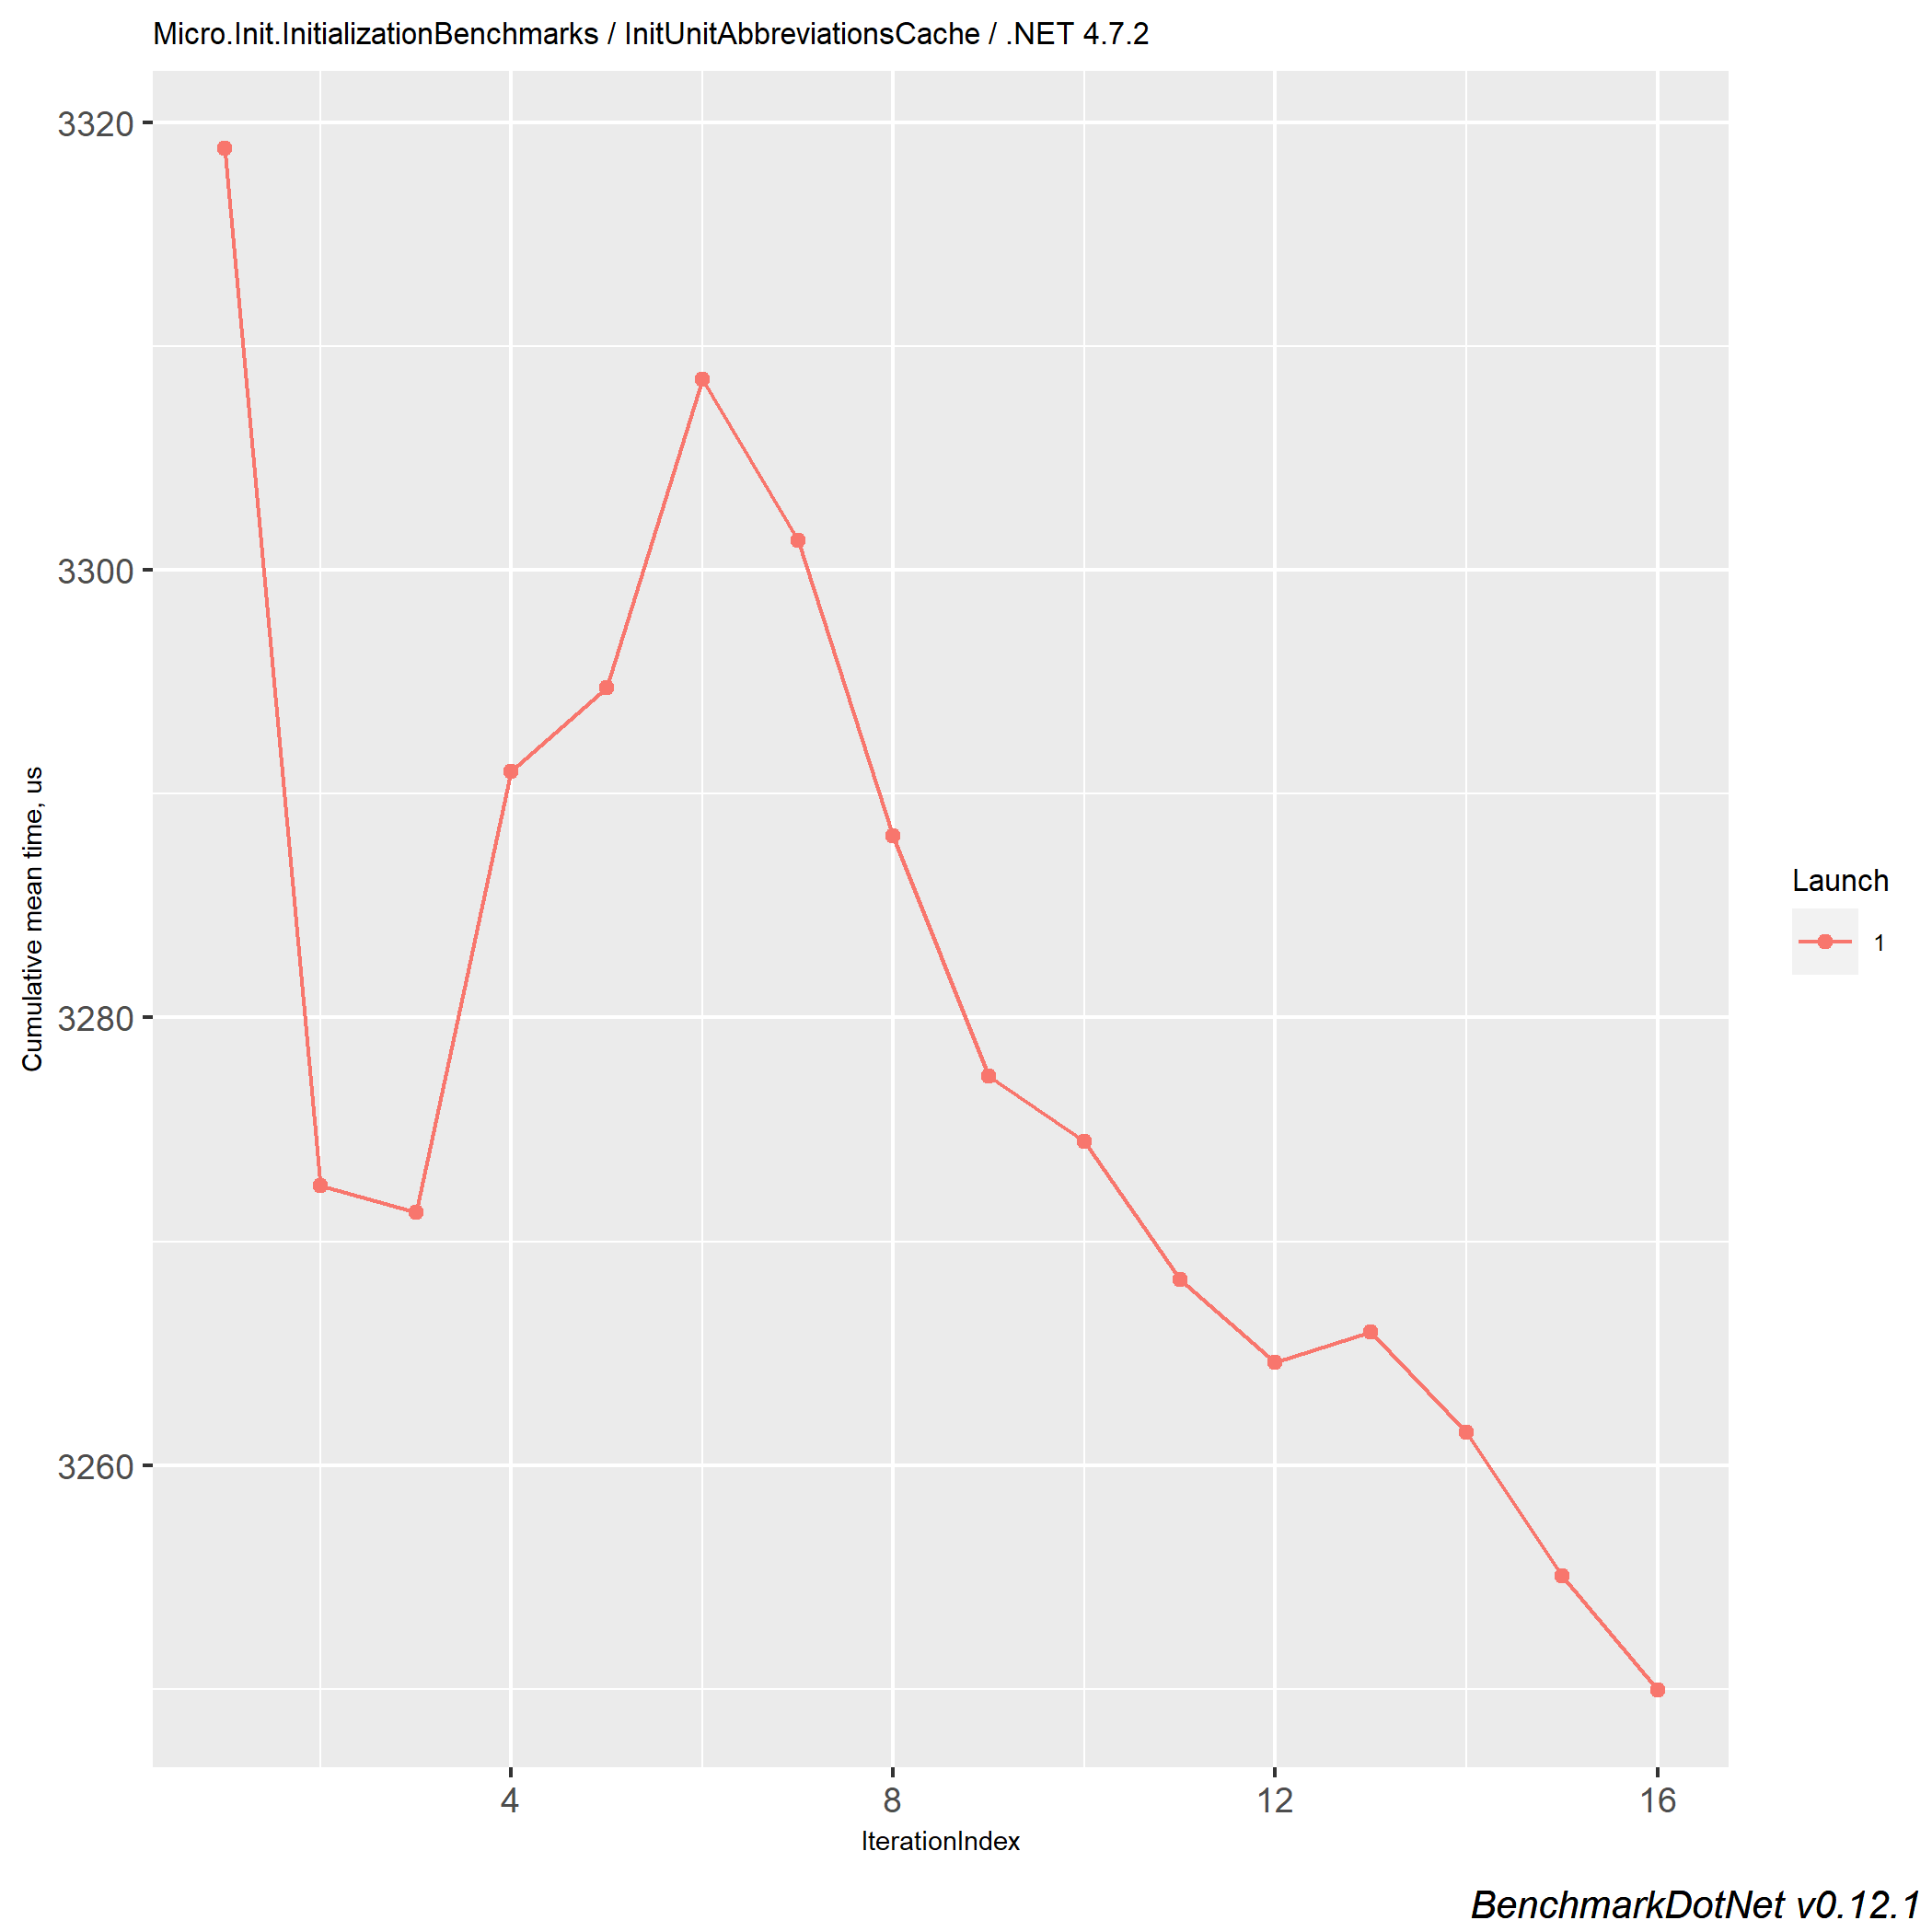 Micro.Init.InitializationBenchmarks / InitUnitAbbreviationsCache / .NET 4.7.2
Cumulative mean time, us
3320
3300
3280
3260
4
8
12
16
IterationIndex
Launch
1
BenchmarkDotNet v0.12.1